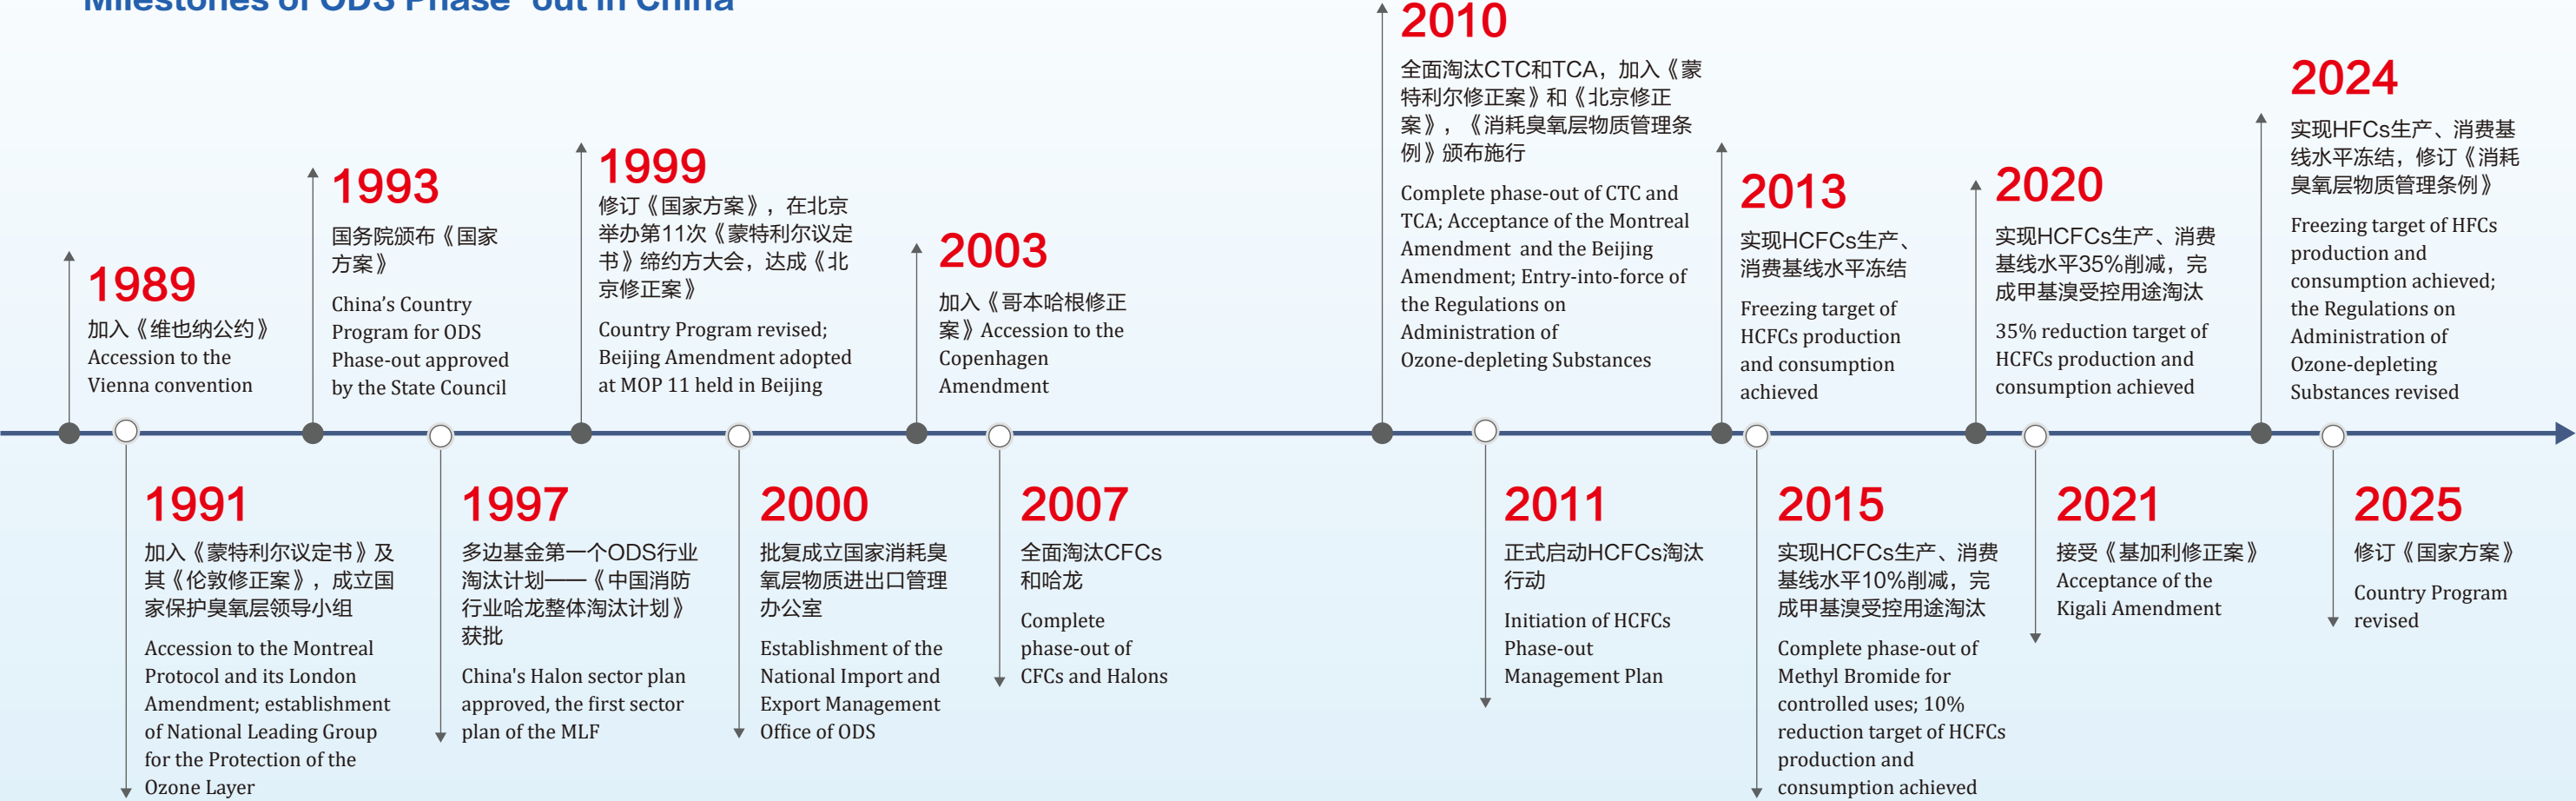 Milestones of ODS Phase-out in China
1989
加入《维也纳公约》
Accession to the
Vienna convention
1991
加入《蒙特利尔议定书》及
其《伦敦修正案》，成立国
家保护臭氧层领导小组
Accession to the Montreal
Protocol and its London
Amendment; establishment
of National Leading Group
for the Protection of the
Ozone Layer
1993
国务院颁布《国家
方案》
China’s Country
Program for ODS
Phase-out approved
by the State Council
1997
多边基金第一个ODS行业
淘汰计划——《中国消防
行业哈龙整体淘汰计划》
获批
China's Halon sector plan
approved, the first sector
plan of the MLF
1999
修订《国家方案》，在北京
举办第11次《蒙特利尔议定
书》缔约方大会，达成《北
京修正案》
Country Program revised;
Beijing Amendment adopted
at MOP 11 held in Beijing
2000
批复成立国家消耗臭
氧层物质进出口管理
办公室
Establishment of the
National Import and
Export Management
Office of ODS
2003
加入《哥本哈根修正
案》Accession to the
Copenhagen
Amendment
2007
全面淘汰CFCs
和哈龙
Complete
phase-out of
CFCs and Halons
2010
全面淘汰CTC和TCA，加入《蒙
特利尔修正案》和《北京修正
案》，《消耗臭氧层物质管理条
例》颁布施行
Complete phase-out of CTC and
TCA; Acceptance of the Montreal
Amendment and the Beijing
Amendment; Entry-into-force of
the Regulations on
Administration of
Ozone-depleting Substances
2011
正式启动HCFCs淘汰
行动
Initiation of HCFCs
Phase-out
Management Plan
2013
实现HCFCs生产、
消费基线水平冻结
Freezing target of
HCFCs production
and consumption
achieved
2015
实现HCFCs生产、消费
基线水平10%削减，完
成甲基溴受控用途淘汰
Complete phase-out of
Methyl Bromide for
controlled uses; 10%
reduction target of HCFCs
production and
consumption achieved
2020
实现HCFCs生产、消费
基线水平35%削减，完
成甲基溴受控用途淘汰
35% reduction target of
HCFCs production and
consumption achieved
2021
接受《基加利修正案》
Acceptance of the
Kigali Amendment
2024
实现HFCs生产、消费基
线水平冻结，修订《消耗
臭氧层物质管理条例》
Freezing target of HFCs
production and
consumption achieved;
the Regulations on
Administration of
Ozone-depleting
Substances revised
2025
修订《国家方案》
Country Program
revised